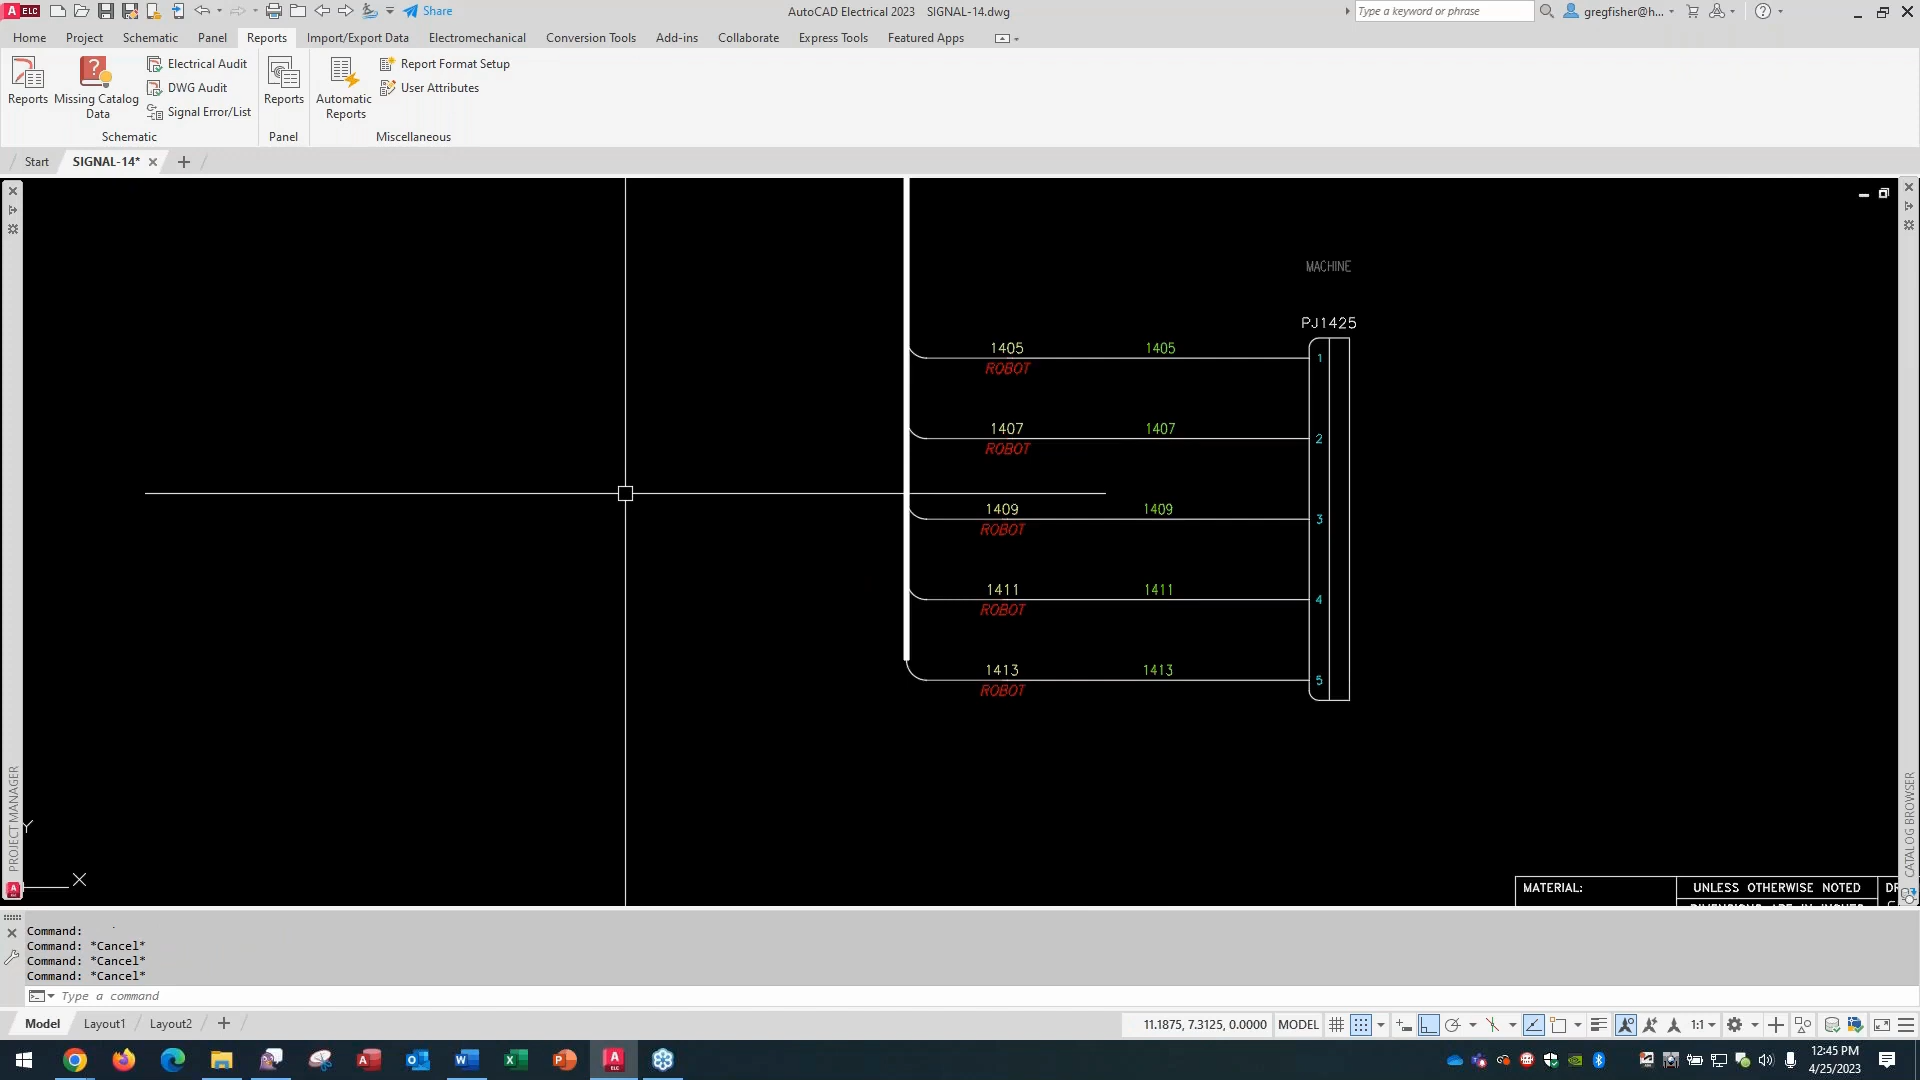 A ELC
Share
AutoCAD Electrical 2023 SIGNAL-14.dwg
Type a keyword or phrase
gregfisher@h...
Home Project Schematic Panel Reports Import/Export Data Electromechanical Conversion Tools Add-ins Collaborate Express Tools Featured Apps
Reports
Missing Catalog
Data
Electrical Audit
DWG Audit
Signal Error/List
Reports
Automatic
Reports
Report Format Setup
User Attributes
Schematic
Panel
Miscellaneous
Start
SIGNAL-14*
MACHINE
PJ1425
1405 1405
ROBOT
1
1407 1407
ROBOT
2
1409 1409
ROBOT
3
1411 1411
ROBOT
4
1413 1413
ROBOT
5
PROJECT MANAGER
CATALOG BROWSER
Y
X
MATERIAL:
UNLESS OTHERWISE NOTED
Command:
Command: *Cancel*
Command: *Cancel*
Command: *Cancel*
Type a command
Model Layout1 Layout2
11.1875, 7.3125, 0.0000 MODEL
1:1
12:45 PM
4/25/2023